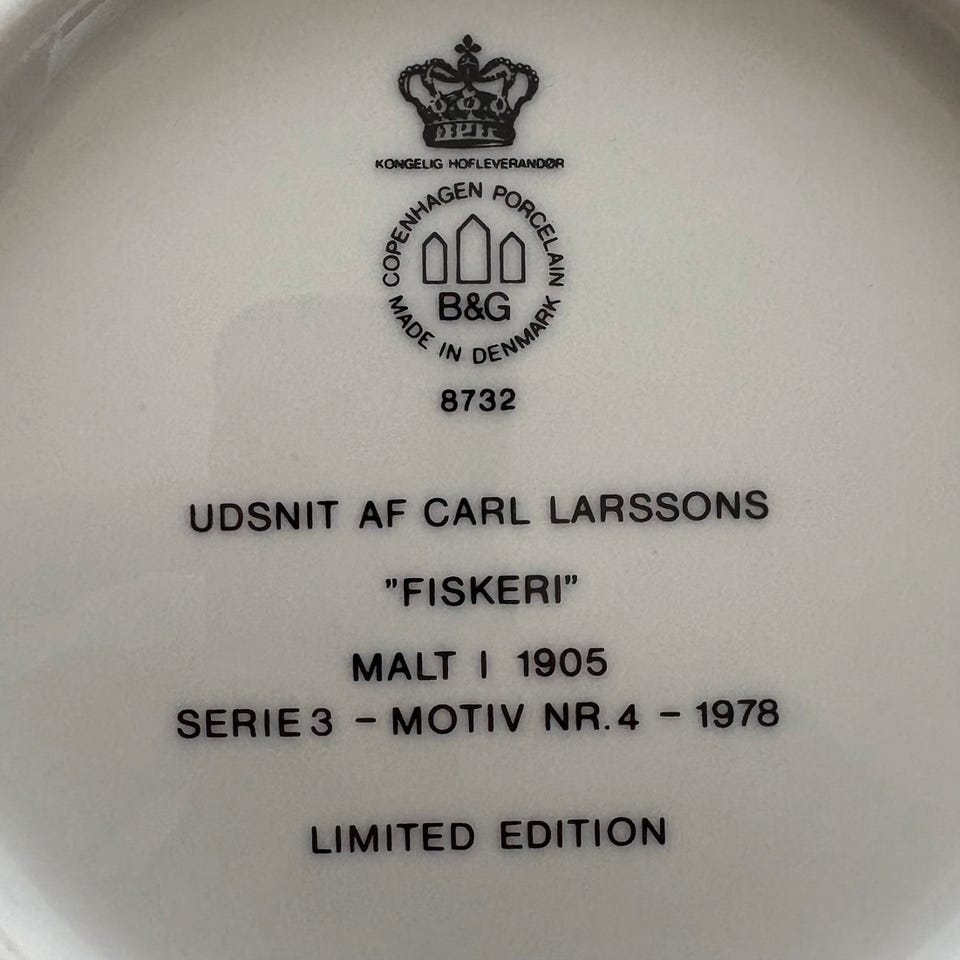 KONGELIG HOFLEVERANDØR
COPENHAGEN PORCELAIN
B&G
MADE IN DENMARK
8732
UDSNIT AF CARL LARSSONS
"FISKERI"
MALT I 1905
SERIE 3 – MOTIV NR. 4 – 1978
LIMITED EDITION